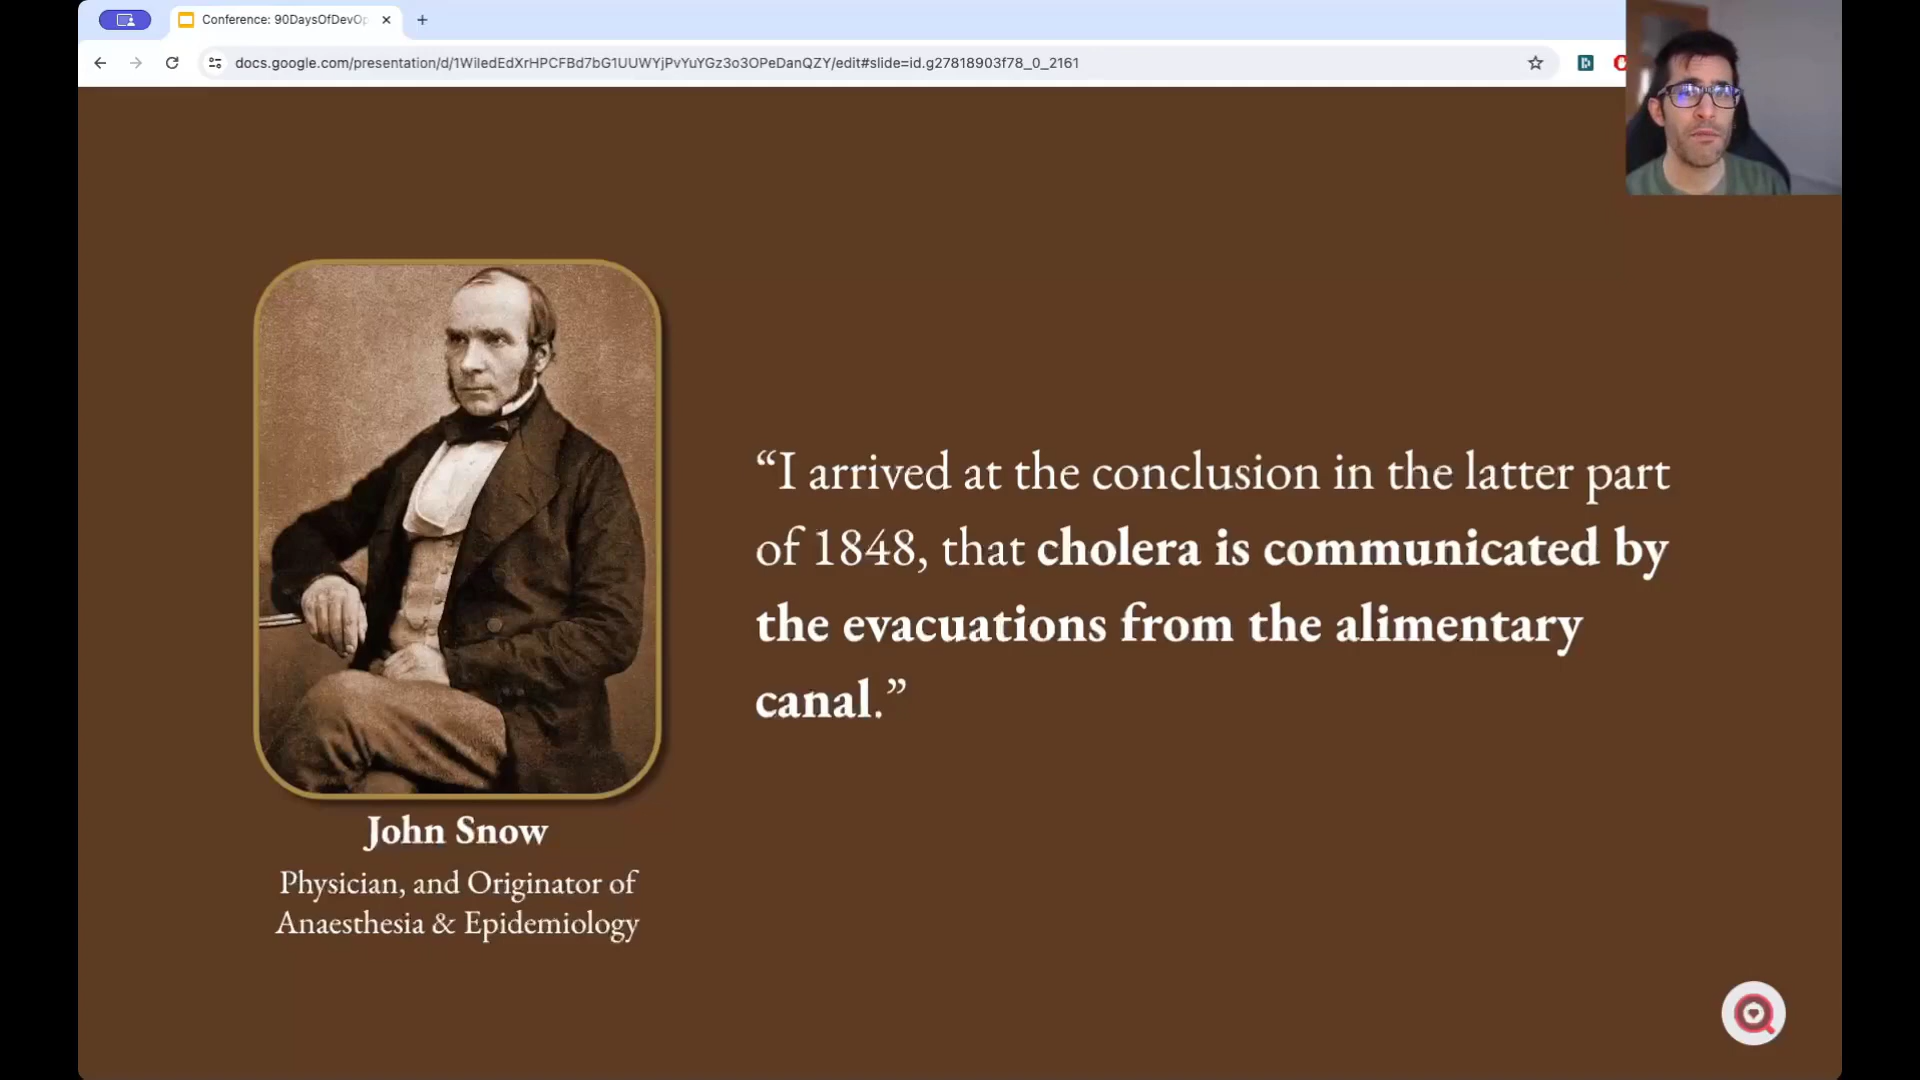 Conference: 90DaysOfDevOp
docs.google.com/presentation/d/1WiledEdXrHPCFBd7bG1UUWYjPvYuYGz3o3OPeDanQZY/edit#slide=id.g27818903f78_0_2161
“I arrived at the conclusion in the latter part
of 1848, that cholera is communicated by
the evacuations from the alimentary
canal.”
John Snow
Physician, and Originator of
Anaesthesia & Epidemiology